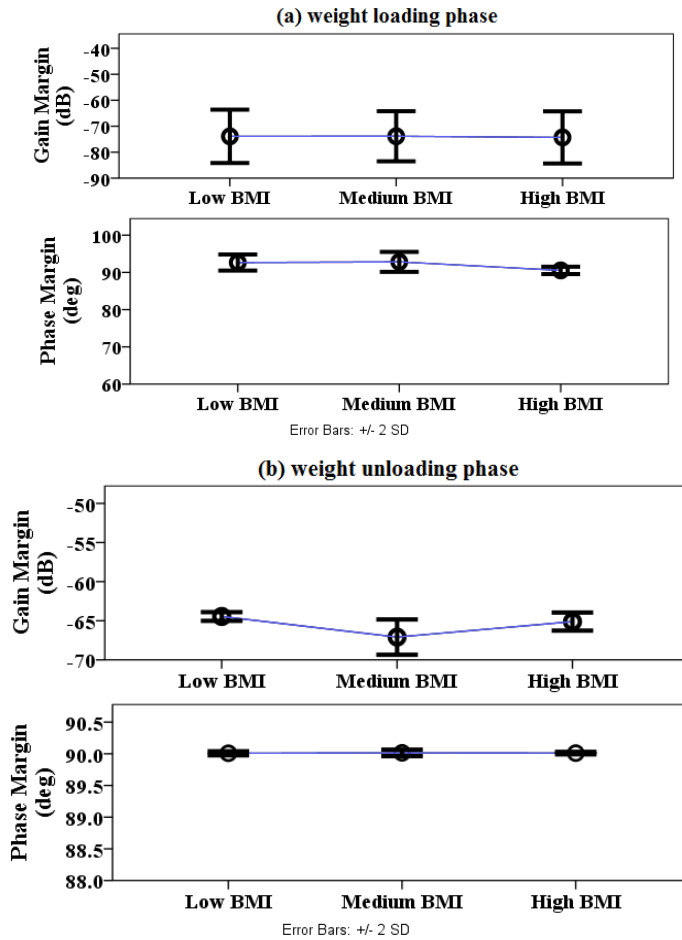 (a) weight loading phase
Gain Margin
(dB)
-40
-50
-60
-70
-80
-90
Low BMI Medium BMI High BMI
Phase Margin
(deg)
100
90
80
70
60
Low BMI Medium BMI High BMI
Error Bars: +/- 2 SD
(b) weight unloading phase
Gain Margin
(dB)
-50
-55
-60
-65
-70
Low BMI Medium BMI High BMI
Phase Margin
(deg)
90.5
90.0
89.5
89.0
88.5
88.0
Low BMI Medium BMI High BMI
Error Bars: +/- 2 SD